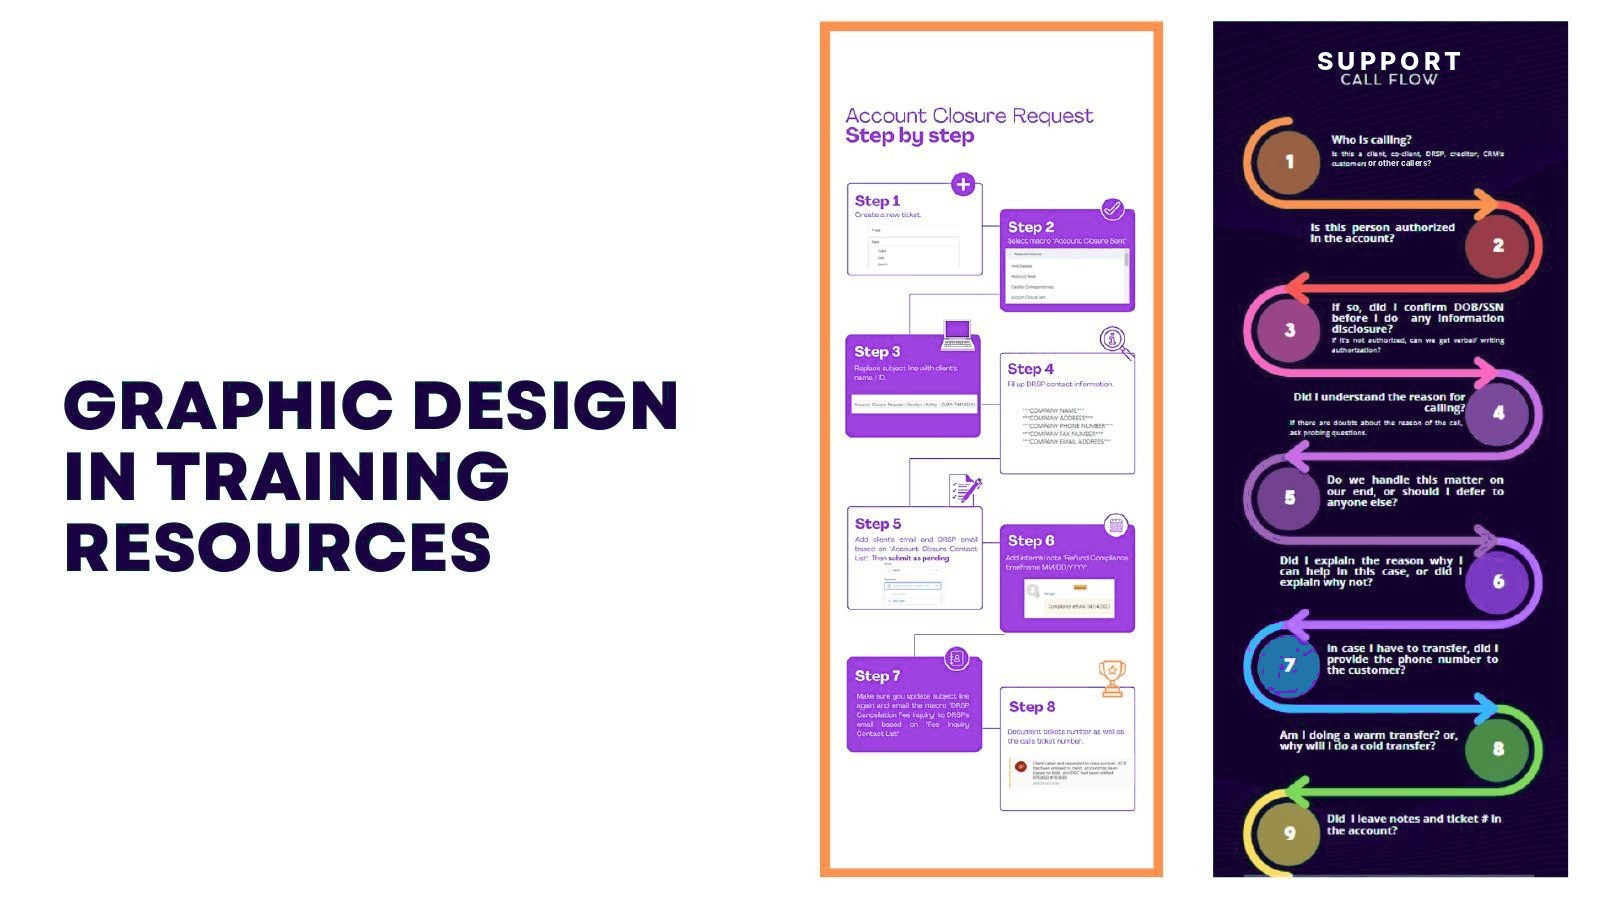 GRAPHIC DESIGN
IN TRAINING
RESOURCES
Account Closure Request
Step by step
Step 1
Create a new ticket.
Step 2
Select macro 'Account Closure Sent'
Account Closure Sent
Step 3
Replace subject line with client's
name / ID.
Step 4
Fill up DRSP contact information.
***COMPANY NAME***
***COMPANY ADDRESS***
***COMPANY PHONE NUMBER***
***COMPANY FAX NUMBER***
***COMPANY EMAIL ADDRESS***
Step 5
Add client's email and DRSP email
based on 'Account Closure Contact
List'. Then submit as pending
Step 6
Add internal note 'Refund Compliance
timeframe MM/DD/YYYY'.
Compliance refund: 04/14/2023
Step 7
Make sure you update subject line
again and email the macro 'DRSP
Cancellation Fee Inquiry' to DRSP's
email based on 'Fee Inquiry
Contact List'
Step 8
Document tickets number as well as
the calls ticket number.
SUPPORT
CALL FLOW
1
Who is calling?
Is this a client, co-client, DRSP, creditor, CRM's
customers or other callers?
2
Is this person authorized
in the account?
3
If so, did I confirm DOB/SSN
before I do any information
disclosure?
If it's not authorized, can we get verbal/ writing
authorization?
4
Did I understand the reason for
calling?
If there are doubts about the reason of the call,
ask probing questions.
5
Do we handle this matter on
our end, or should I defer to
anyone else?
6
Did I explain the reason why I
can help in this case, or did I
explain why not?
7
In case I have to transfer, did I
provide the phone number to
the customer?
8
Am I doing a warm transfer? or,
why will I do a cold transfer?
9
Did I leave notes and ticket # in
the account?